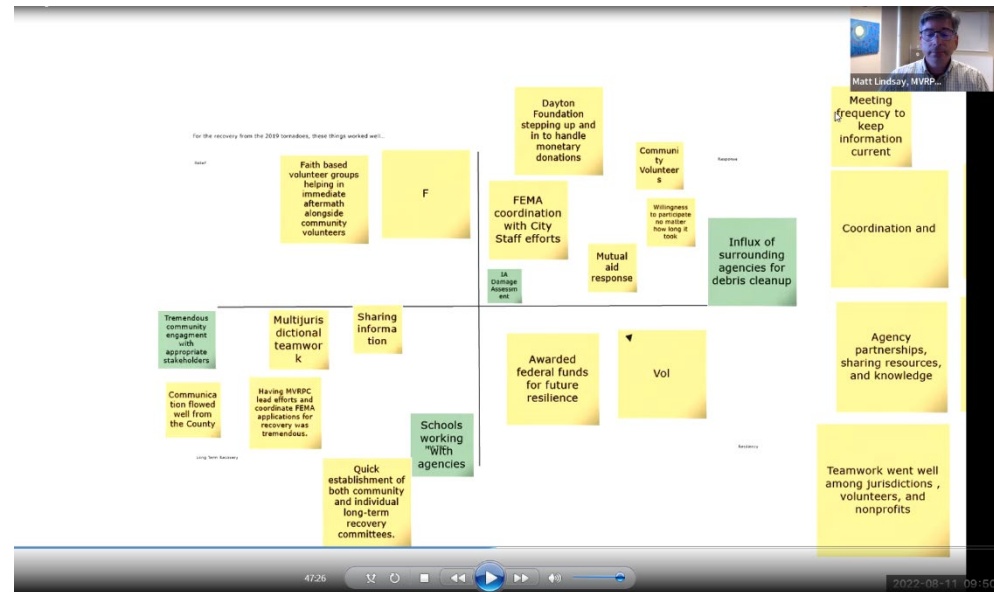 Matt Lindsay, MVRP...
For the recovery from the 2019 tornadoes, these things worked well...
Relief
Response
Faith based
volunteer groups
helping in
immediate
aftermath
alongside
community
volunteers
F
Dayton
Foundation
stepping up and
in to handle
monetary
donations
Communi
ty
Volunteer
s
FEMA
coordination
with City
Staff efforts
Willingness
to participate
no matter
how long it
took
Mutual
aid
response
IA
Damage
Assessm
ent
Influx of
surrounding
agencies for
debris cleanup
Meeting
frequency to
keep
information
current
Coordination and
Tremendous
community
engagment
with
appropriate
stakeholders
Multijuris
dictional
teamwor
k
Sharing
informa
tion
Communica
tion flowed
well from
the County
Having MVRPC
lead efforts and
coordinate FEMA
applications for
recovery was
tremendous.
Schools
working
with
agencies
Long Term Recovery
Quick
establishment of
both community
and individual
long-term
recovery
committees.
Awarded
federal funds
for future
resilience
Vol
Resiliency
Agency
partnerships,
sharing resources,
and knowledge
Teamwork went well
among jurisdictions ,
volunteers, and
nonprofits
47:26
2022-08-11 09:50